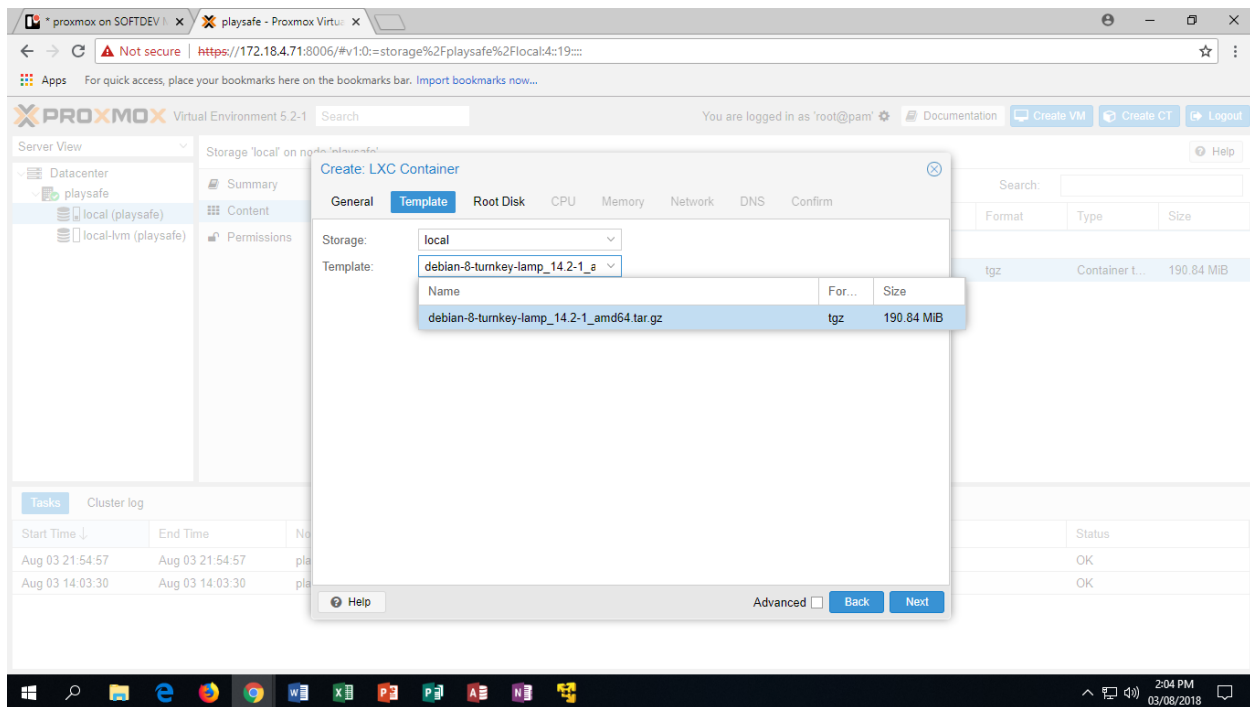 * proxmox on SOFTDEV
playsafe - Proxmox Virtu
Not secure https://172.18.4.71:8006/#v1:0:=storage%2Fplaysafe%2Flocal:4::19::::
Apps For quick access, place your bookmarks here on the bookmarks bar. Import bookmarks now...
PROXMOX Virtual Environment 5.2-1 Search You are logged in as 'root@pam' Documentation Create VM Create CT Logout
Server View
Storage 'local' on node 'playsafe'
Help
Datacenter
playsafe
local (playsafe)
local-lvm (playsafe)
Summary
Content
Permissions
Search:
Format Type Size
tgz Container t... 190.84 MiB
Create: LXC Container
General Template Root Disk CPU Memory Network DNS Confirm
Storage: local
Template: debian-8-turnkey-lamp_14.2-1_a
Name For... Size
debian-8-turnkey-lamp_14.2-1_amd64.tar.gz tgz 190.84 MiB
Help Advanced Back Next
Tasks Cluster log
Start Time End Time No Status
Aug 03 21:54:57 Aug 03 21:54:57 pla OK
Aug 03 14:03:30 Aug 03 14:03:30 pla OK
2:04 PM
03/08/2018